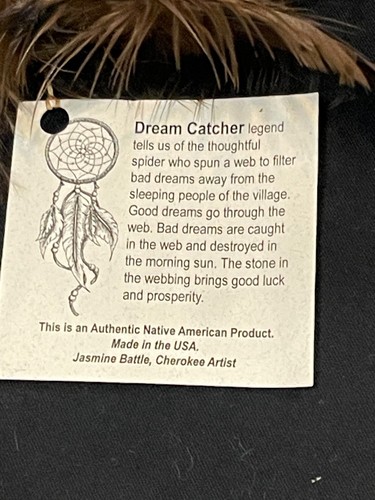 Dream Catcher legend
tells us of the thoughtful
spider who spun a web to filter
bad dreams away from the
sleeping people of the village.
Good dreams go through the
web. Bad dreams are caught
in the web and destroyed in
the morning sun. The stone in
the webbing brings good luck
and prosperity.
This is an Authentic Native American Product.
Made in the USA.
Jasmine Battle, Cherokee Artist